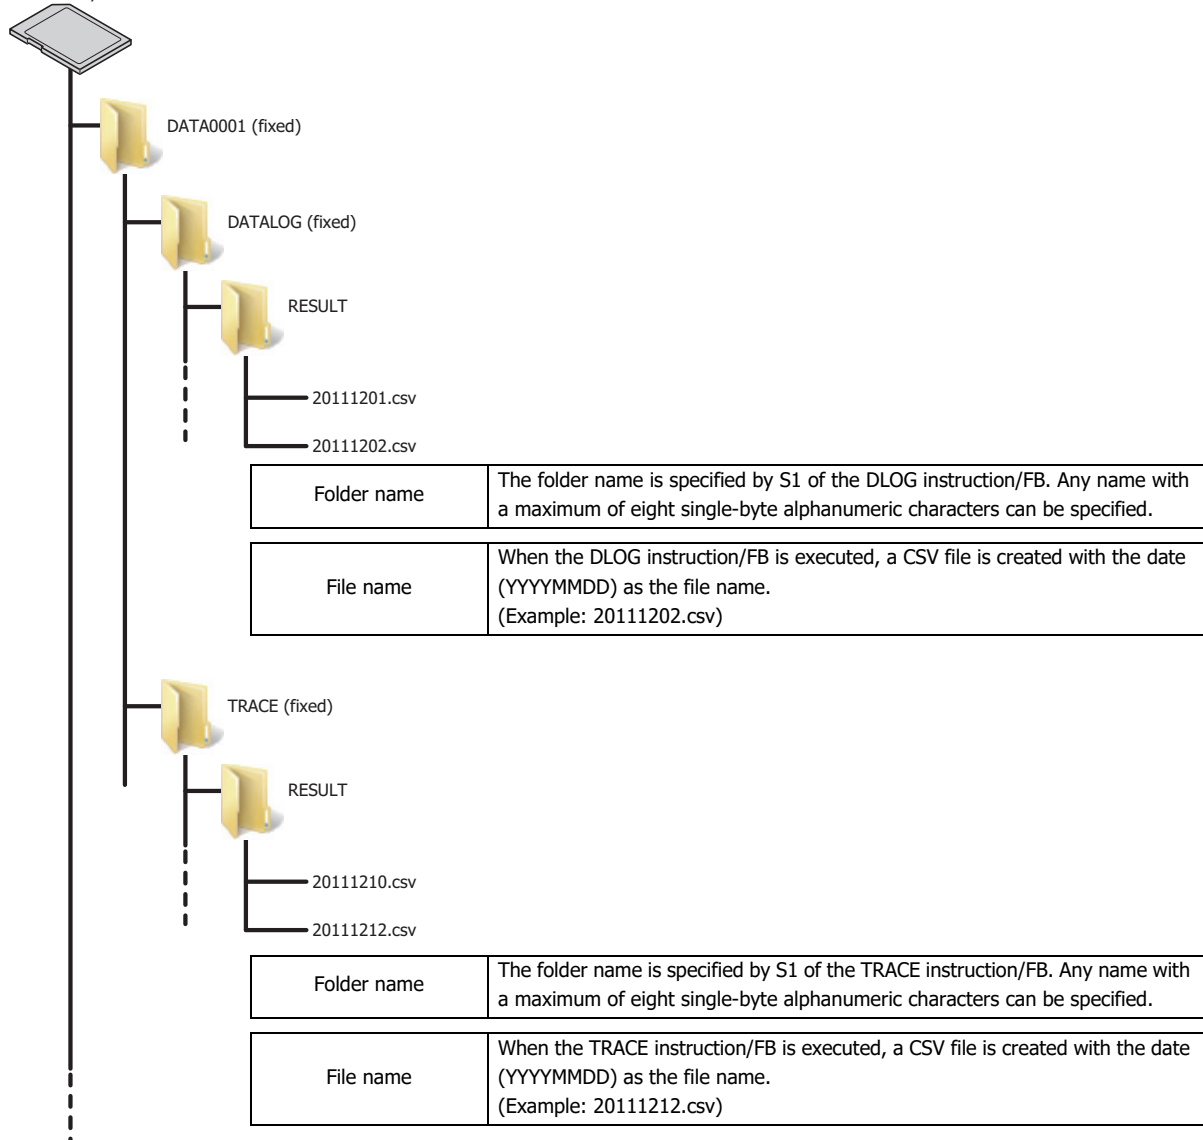 DATA0001 (fixed)
DATALOG (fixed)
RESULT
20111201.csv
20111202.csv
Folder name
The folder name is specified by S1 of the DLOG instruction/FB. Any name with
a maximum of eight single-byte alphanumeric characters can be specified.
File name
When the DLOG instruction/FB is executed, a CSV file is created with the date
(YYYYMMDD) as the file name.
(Example: 20111202.csv)
TRACE (fixed)
RESULT
20111210.csv
20111212.csv
Folder name
The folder name is specified by S1 of the TRACE instruction/FB. Any name with
a maximum of eight single-byte alphanumeric characters can be specified.
File name
When the TRACE instruction/FB is executed, a CSV file is created with the date
(YYYYMMDD) as the file name.
(Example: 20111212.csv)